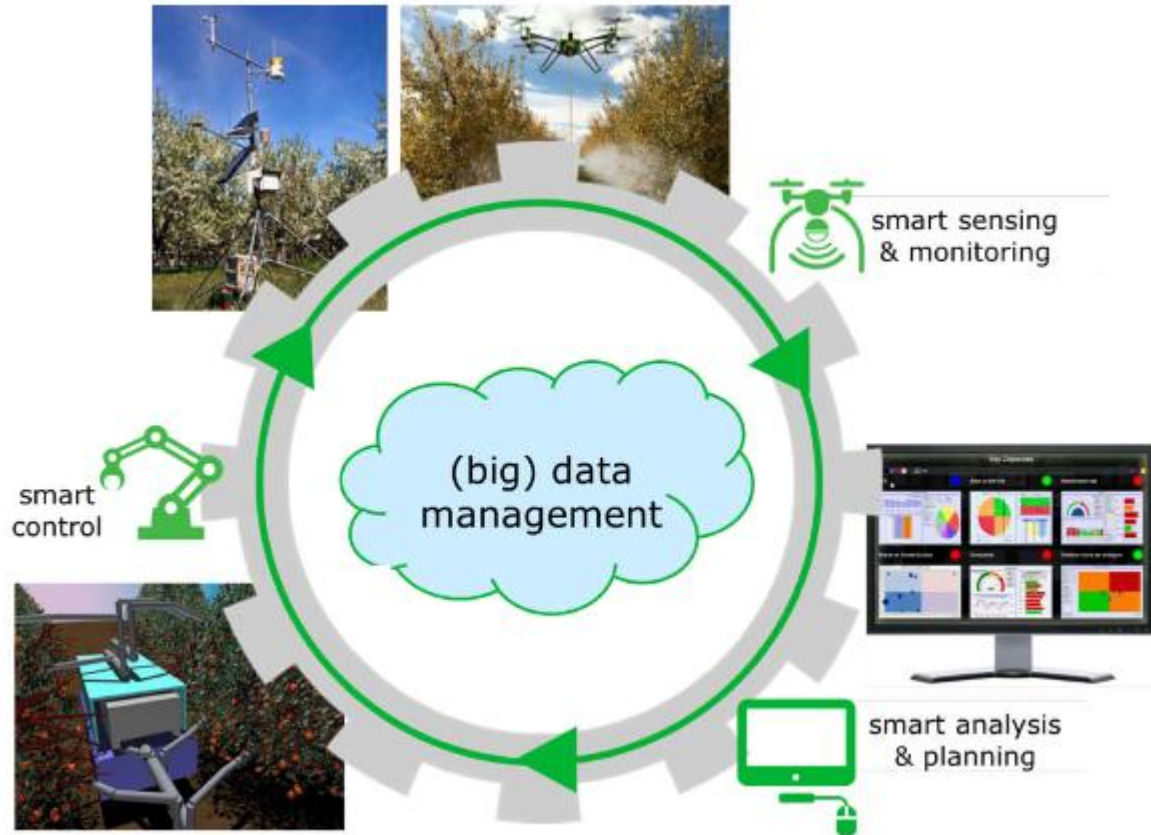 smart sensing
& monitoring
(big) data
management
smart
control
smart analysis
& planning